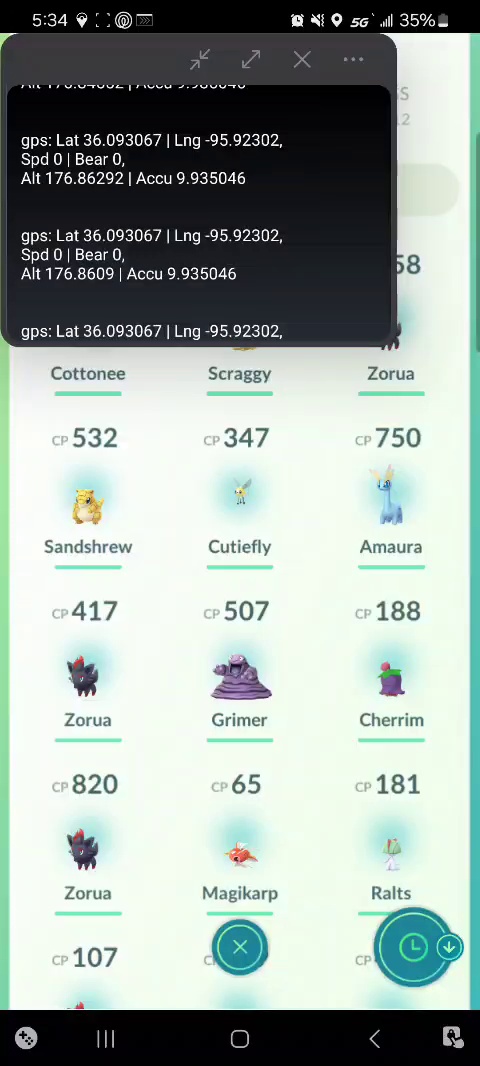 5:34
5G
35%
Alt 176.84632 | Accu 9.935046
gps: Lat 36.093067 | Lng -95.92302,
Spd 0 | Bear 0,
Alt 176.86292 | Accu 9.935046
gps: Lat 36.093067 | Lng -95.92302,
Spd 0 | Bear 0,
Alt 176.8609 | Accu 9.935046
gps: Lat 36.093067 | Lng -95.92302,
GS
12
58
Cottonee Scraggy Zorua
CP 532 CP 347 CP 750
Sandshrew Cutiefly Amaura
CP 417 CP 507 CP 188
Zorua Grimer Cherrim
CP 820 CP 65 CP 181
Zorua Magikarp Ralts
CP 107